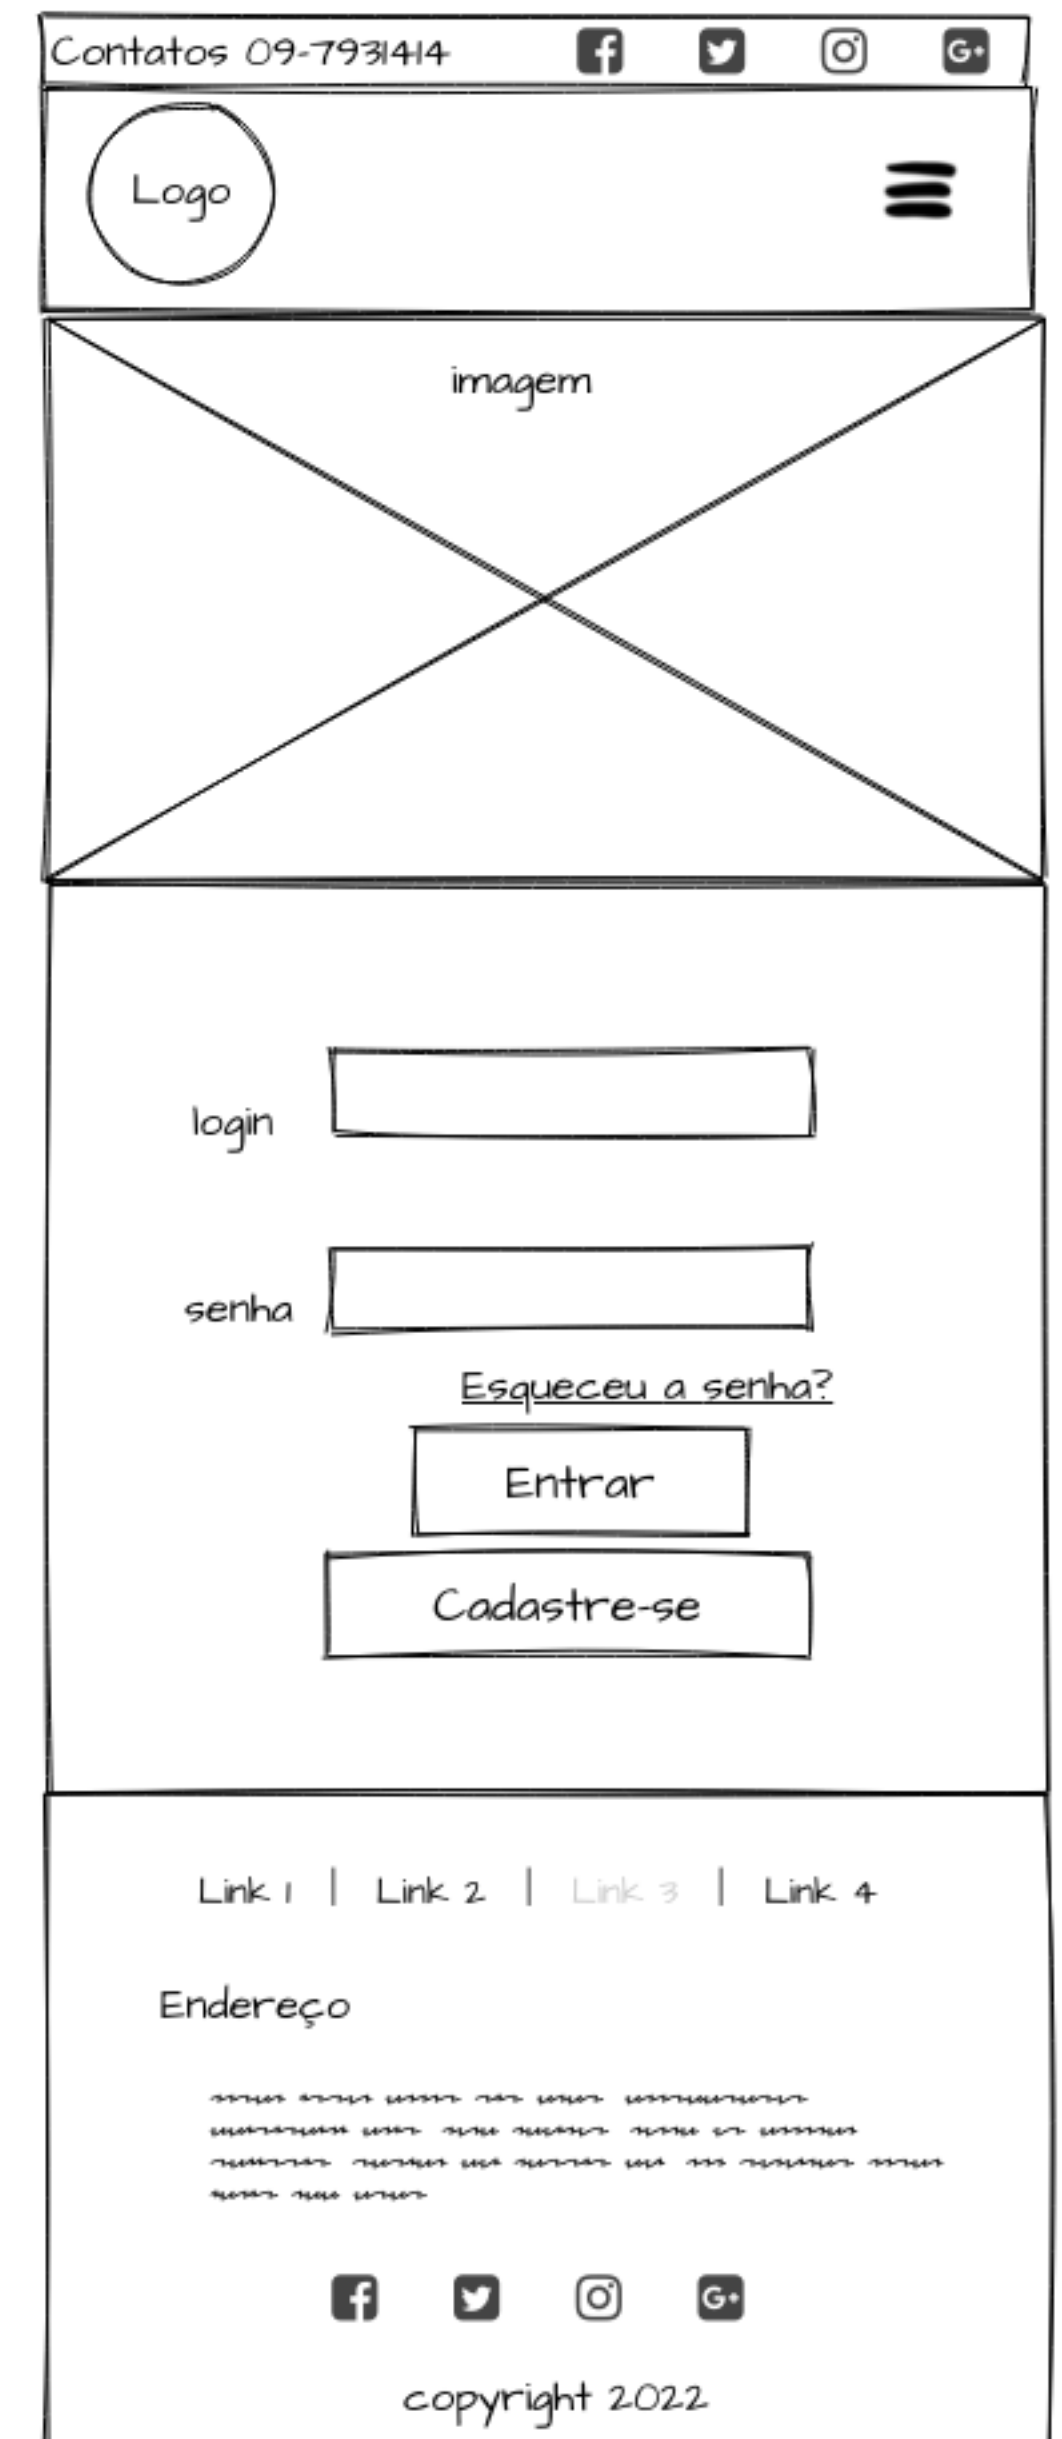 Contatos 09-7931414
Logo
imagem
login
senha
Esqueceu a senha?
Entrar
Cadastre-se
Link 1 | Link 2 | Link 3 | Link 4
Endereço
copyright 2022